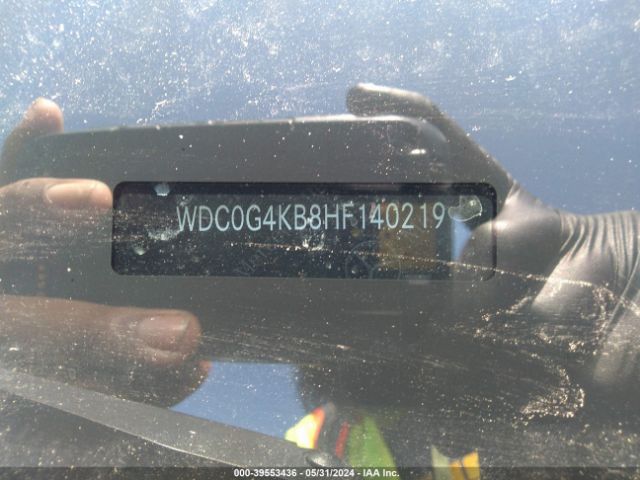 WDC0G4KB8HF140219
000-39553436 - 05/31/2024 - IAA Inc.